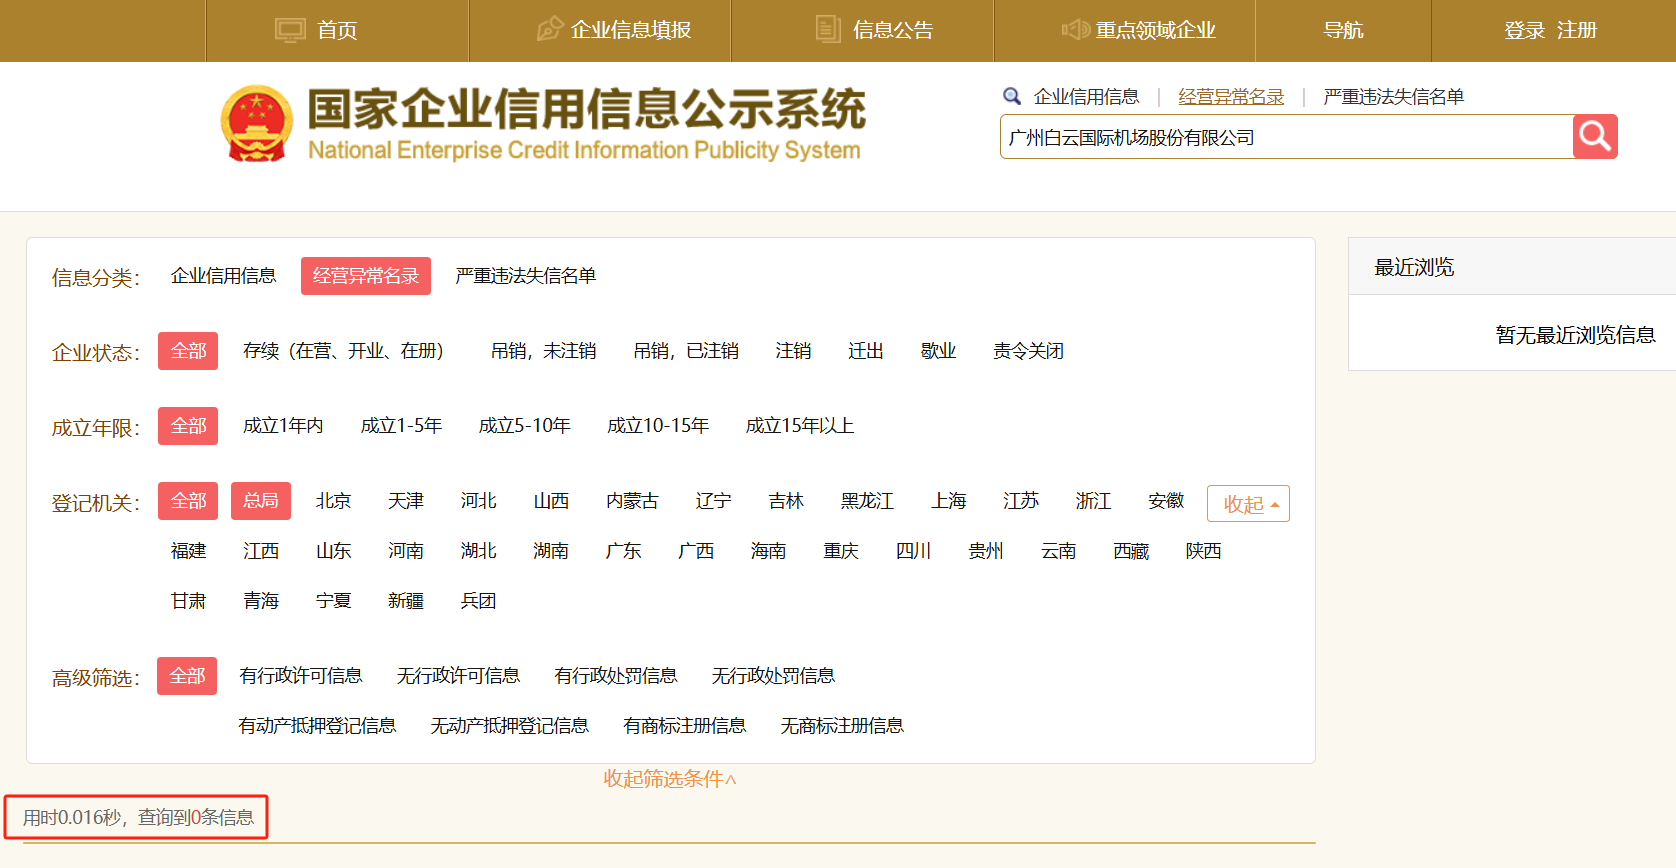 首页 企业信息填报 信息公告 重点领域企业 导航 登录 注册
国家企业信用信息公示系统
National Enterprise Credit Information Publicity System
企业信用信息 | 经营异常名录 | 严重违法失信名单
广州白云国际机场股份有限公司
信息分类： 企业信用信息 经营异常名录 严重违法失信名单
企业状态： 全部 存续（在营、开业、在册） 吊销，未注销 吊销，已注销 注销 迁出 歇业 责令关闭
成立年限： 全部 成立1年内 成立1-5年 成立5-10年 成立10-15年 成立15年以上
登记机关： 全部 总局 北京 天津 河北 山西 内蒙古 辽宁 吉林 黑龙江 上海 江苏 浙江 安徽 收起
福建 江西 山东 河南 湖北 湖南 广东 广西 海南 重庆 四川 贵州 云南 西藏 陕西
甘肃 青海 宁夏 新疆 兵团
高级筛选： 全部 有行政许可信息 无行政许可信息 有行政处罚信息 无行政处罚信息
有动产抵押登记信息 无动产抵押登记信息 有商标注册信息 无商标注册信息
收起筛选条件^
用时0.016秒，查询到0条信息
最近浏览
暂无最近浏览信息